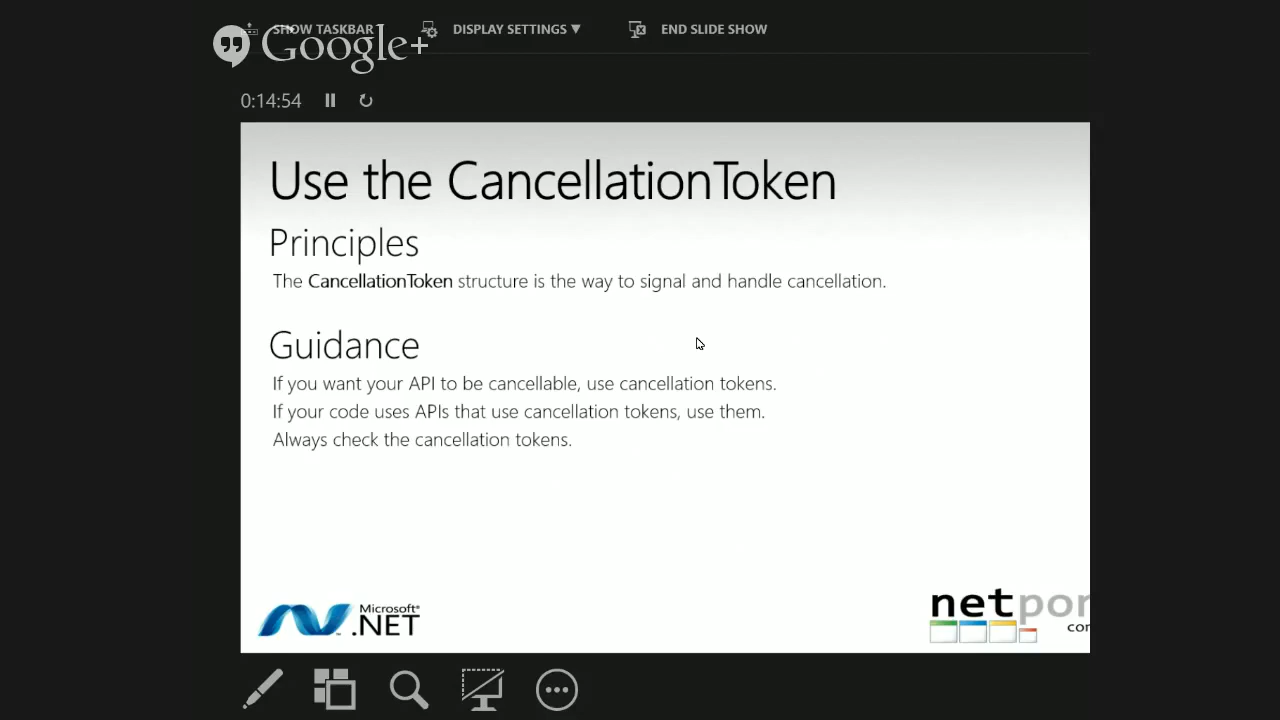 SHOW TASKBAR DISPLAY SETTINGS ▼ END SLIDE SHOW
Google+
0:14:54
Use the CancellationToken
Principles
The CancellationToken structure is the way to signal and handle cancellation.
Guidance
If you want your API to be cancellable, use cancellation tokens.
If your code uses APIs that use cancellation tokens, use them.
Always check the cancellation tokens.
Microsoft®
.NET
netpor
cor